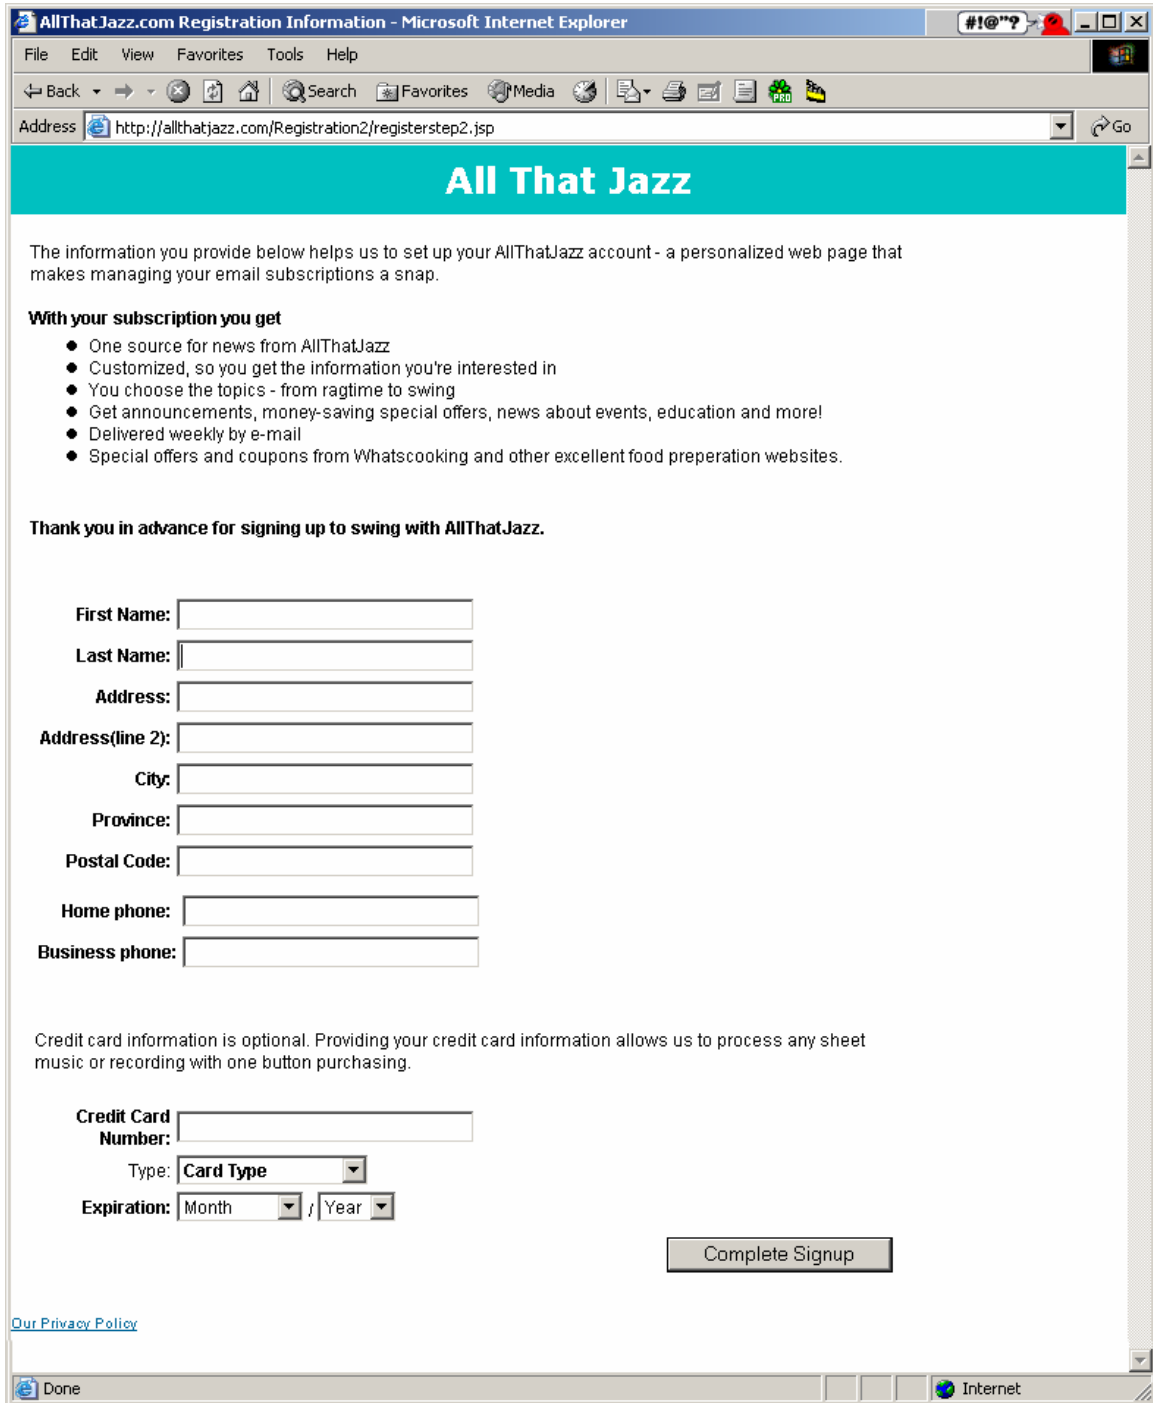 AllThatJazz.com Registration Information - Microsoft Internet Explorer
#!@"?
File Edit View Favorites Tools Help
Back Search Favorites Media PRO
Address http://allthatjazz.com/Registration2/registerstep2.jsp Go
All That Jazz
The information you provide below helps us to set up your AllThatJazz account - a personalized web page that
makes managing your email subscriptions a snap.
With your subscription you get
One source for news from AllThatJazz
Customized, so you get the information you're interested in
You choose the topics - from ragtime to swing
Get announcements, money-saving special offers, news about events, education and more!
Delivered weekly by e-mail
Special offers and coupons from Whatscooking and other excellent food preperation websites.
Thank you in advance for signing up to swing with AllThatJazz.
First Name:
Last Name:
Address:
Address(line 2):
City:
Province:
Postal Code:
Home phone:
Business phone:
Credit card information is optional. Providing your credit card information allows us to process any sheet
music or recording with one button purchasing.
Credit Card
Number:
Type: Card Type
Expiration: Month / Year
Complete Signup
Our Privacy Policy
Done Internet